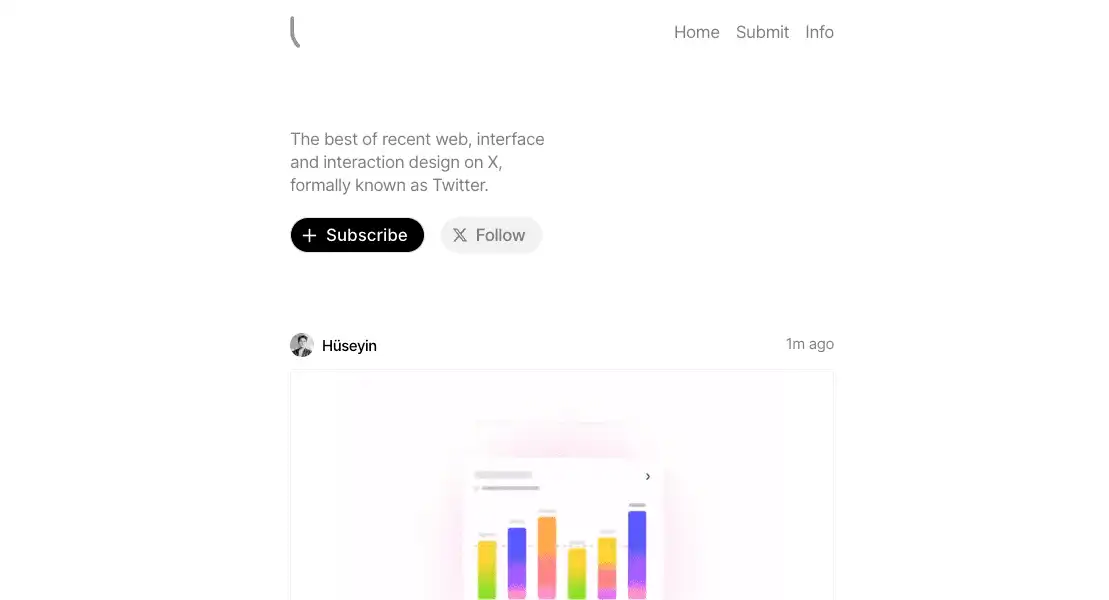 Home Submit Info
The best of recent web, interface
and interaction design on X,
formally known as Twitter.
Subscribe Follow
Hüseyin 1m ago